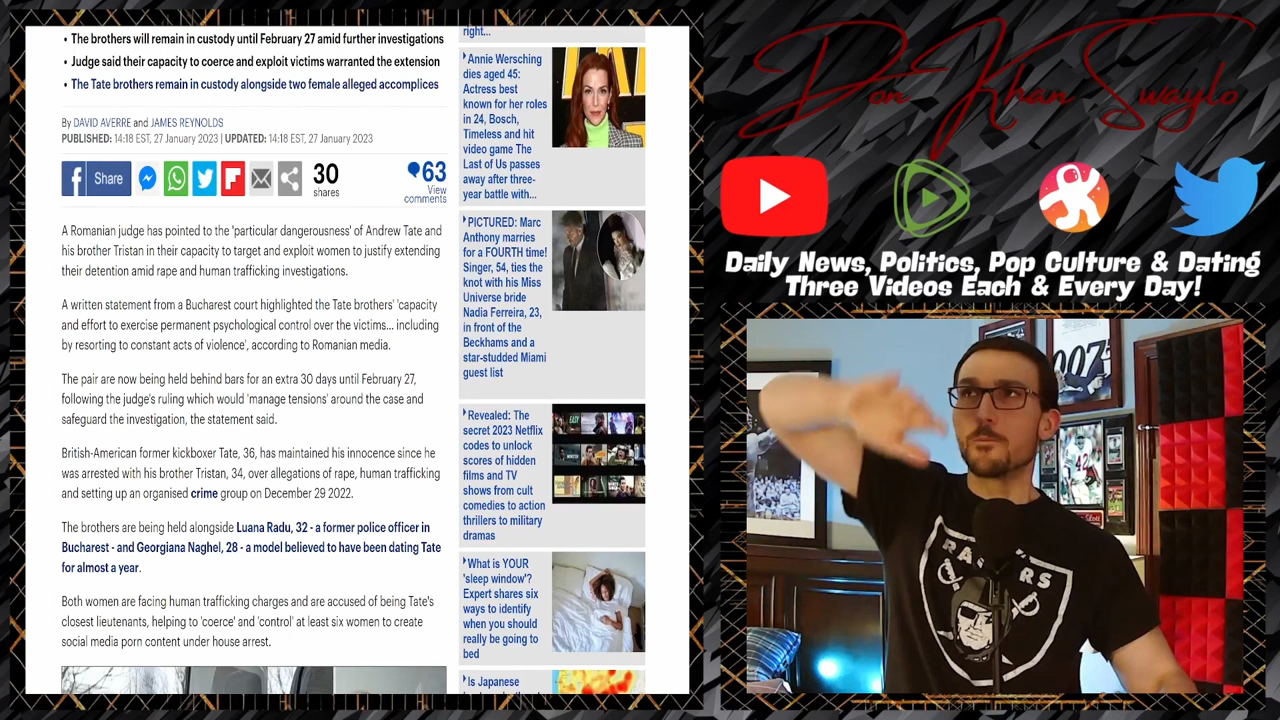 • The brothers will remain in custody until February 27 amid further investigations
• Judge said their capacity to coerce and exploit victims warranted the extension
• The Tate brothers remain in custody alongside two female alleged accomplices
By DAVID AVERRE and JAMES REYNOLDS
PUBLISHED: 14:18 EST, 27 January 2023 | UPDATED: 14:18 EST, 27 January 2023
Share
30
shares
63
View
comments
A Romanian judge has pointed to the 'particular dangerousness' of Andrew Tate and
his brother Tristan in their capacity to target and exploit women to justify extending
their detention amid rape and human trafficking investigations.
A written statement from a Bucharest court highlighted the Tate brothers' 'capacity
and effort to exercise permanent psychological control over the victims... including
by resorting to constant acts of violence', according to Romanian media.
The pair are now being held behind bars for an extra 30 days until February 27,
following the judge's ruling which would 'manage tensions' around the case and
safeguard the investigation, the statement said.
British-American former kickboxer Tate, 36, has maintained his innocence since he
was arrested with his brother Tristan, 34, over allegations of rape, human trafficking
and setting up an organised crime group on December 29 2022.
The brothers are being held alongside Luana Radu, 32 - a former police officer in
Bucharest - and Georgiana Naghel, 28 - a model believed to have been dating Tate
for almost a year.
Both women are facing human trafficking charges and are accused of being Tate's
closest lieutenants, helping to 'coerce' and 'control' at least six women to create
social media porn content under house arrest.
right...
Annie Wersching
dies aged 45:
Actress best
known for her roles
in 24, Bosch,
Timeless and hit
video game The
Last of Us passes
away after three-
year battle with...
PICTURED: Marc
Anthony marries
for a FOURTH time!
Singer, 54, ties the
knot with his Miss
Universe bride
Nadia Ferreira, 23,
in front of the
Beckhams and a
star-studded Miami
guest list
Revealed: The
secret 2023 Netflix
codes to unlock
scores of hidden
films and TV
shows from cult
comedies to action
thrillers to military
dramas
What is YOUR
'sleep window'?
Expert shares six
ways to identify
when you should
really be going to
bed
Is Japanese
Don Khan Swaylo
Daily News, Politics, Pop Culture & Dating
Three Videos Each & Every Day!
007
RAIDERS